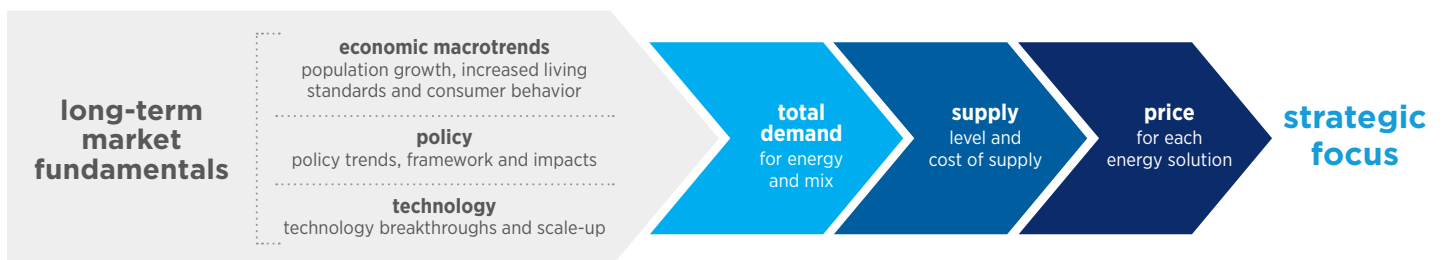 long-term
market
fundamentals
economic macrotrends
population growth, increased living
standards and consumer behavior
policy
policy trends, framework and impacts
technology
technology breakthroughs and scale-up
total
demand
for energy
and mix
supply
level and
cost of supply
price
for each
energy solution
strategic
focus